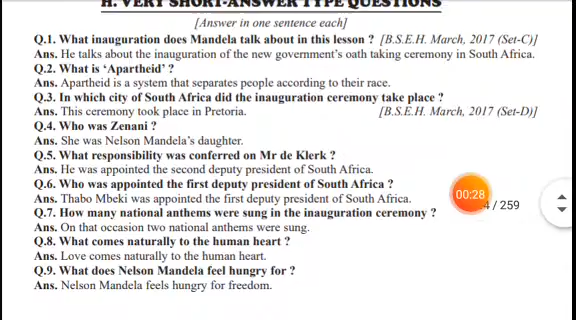 H. VERY SHORT-ANSWER TYPE QUESTIONS
[Answer in one sentence each]
Q.1. What inauguration does Mandela talk about in this lesson ? [B.S.E.H. March, 2017 (Set-C)]
Ans. He talks about the inauguration of the new government's oath taking ceremony in South Africa.
Q.2. What is ‘Apartheid’ ?
Ans. Apartheid is a system that separates people according to their race.
Q.3. In which city of South Africa did the inauguration ceremony take place ?
Ans. This ceremony took place in Pretoria. [B.S.E.H. March, 2017 (Set-D)]
Q.4. Who was Zenani ?
Ans. She was Nelson Mandela's daughter.
Q.5. What responsibility was conferred on Mr de Klerk ?
Ans. He was appointed the second deputy president of South Africa.
Q.6. Who was appointed the first deputy president of South Africa ?
Ans. Thabo Mbeki was appointed the first deputy president of South Africa.
00:28
4 / 259
Q.7. How many national anthems were sung in the inauguration ceremony ?
Ans. On that occasion two national anthems were sung.
Q.8. What comes naturally to the human heart ?
Ans. Love comes naturally to the human heart.
Q.9. What does Nelson Mandela feel hungry for ?
Ans. Nelson Mandela feels hungry for freedom.